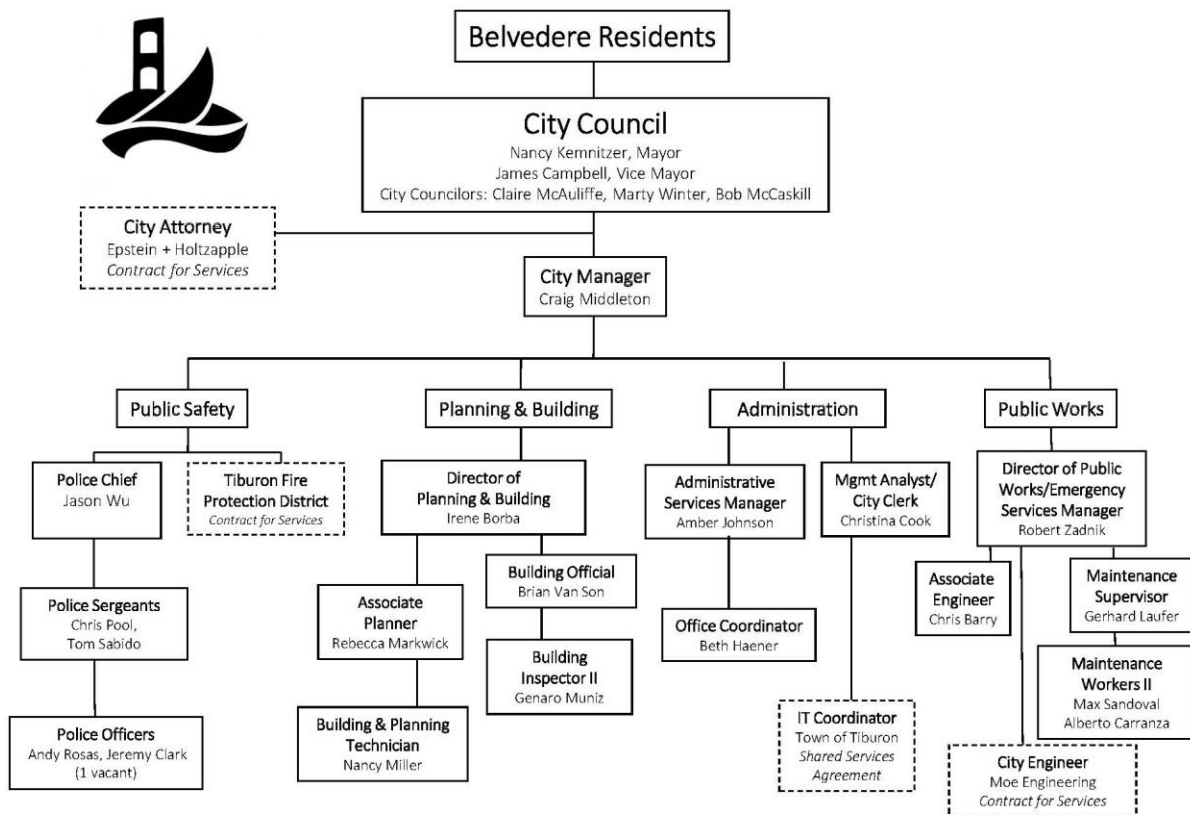 Belvedere Residents
City Council
Nancy Kemnitzer, Mayor
James Campbell, Vice Mayor
City Councilors: Claire McAuliffe, Marty Winter, Bob McCaskill
City Attorney
Epstein + Holtzapple
Contract for Services
City Manager
Craig Middleton
Public Safety
Planning & Building
Administration
Public Works
Police Chief
Jason Wu
Tiburon Fire
Protection District
Contract for Services
Director of
Planning & Building
Irene Borba
Administrative
Services Manager
Amber Johnson
Mgmt Analyst/
City Clerk
Christina Cook
Director of Public
Works/Emergency
Services Manager
Robert Zadnik
Police Sergeants
Chris Pool,
Tom Sabido
Associate
Planner
Rebecca Markwick
Building Official
Brian Van Son
Office Coordinator
Beth Haener
Associate
Engineer
Chris Barry
Maintenance
Supervisor
Gerhard Laufer
Building
Inspector II
Genaro Muniz
Maintenance
Workers II
Max Sandoval
Alberto Carranza
Police Officers
Andy Rosas, Jeremy Clark
(1 vacant)
Building & Planning
Technician
Nancy Miller
IT Coordinator
Town of Tiburon
Shared Services
Agreement
City Engineer
Moe Engineering
Contract for Services